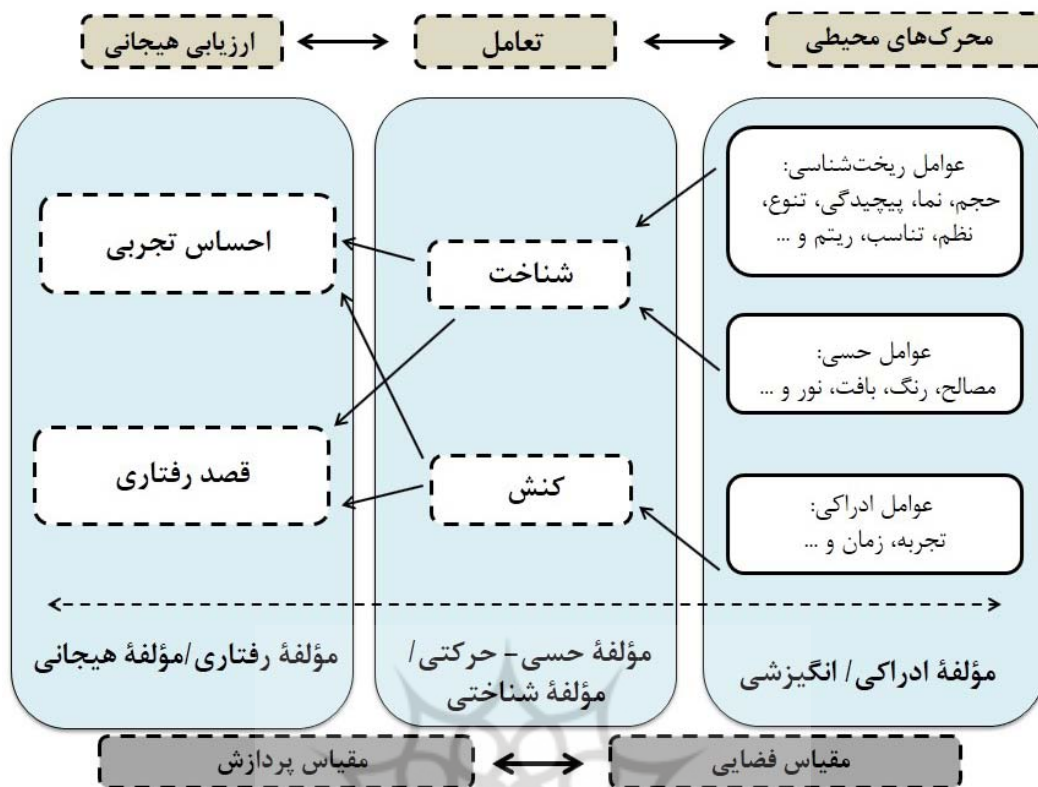 محرک‌های محیطی
تعامل
ارزیابی هیجانی
عوامل ریخت‌شناسی:
حجم، نما، پیچیدگی، تنوع،
نظم، تناسب، ریتم و ...
عوامل حسی:
مصالح، رنگ، بافت، نور و ...
عوامل ادراکی:
تجربه، زمان و ...
مؤلفهٔ ادراکی/ انگیزشی
شناخت
کنش
مؤلفهٔ حسی- حرکتی/
مؤلفهٔ شناختی
احساس تجربی
قصد رفتاری
مؤلفهٔ رفتاری/مؤلفهٔ هیجانی
مقیاس فضایی
مقیاس پردازش